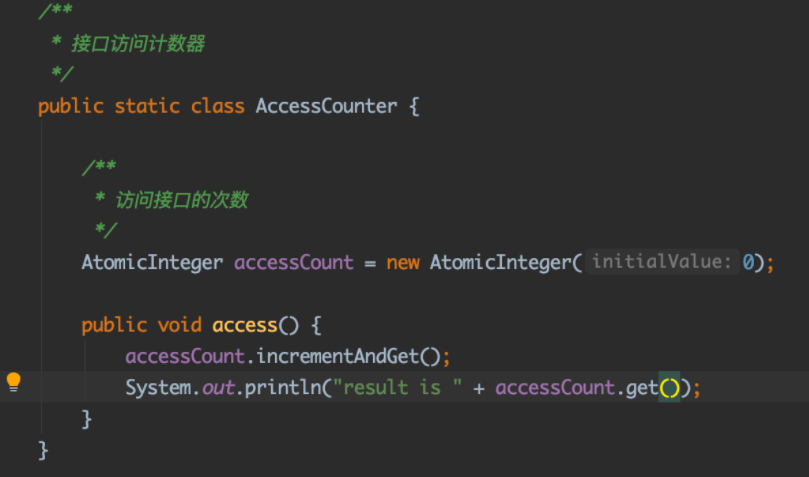 /**
* 接口访问计数器
*/
public static class AccessCounter {
/**
* 访问接口的次数
*/
AtomicInteger accessCount = new AtomicInteger( initialValue: 0);
public void access() {
accessCount.incrementAndGet();
System.out.println("result is " + accessCount.get());
}
}